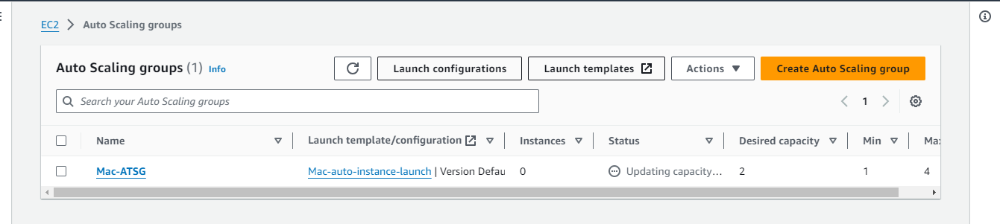 EC2 > Auto Scaling groups
Auto Scaling groups (1) Info Launch configurations Launch templates Actions Create Auto Scaling group
Search your Auto Scaling groups 1
Name Launch template/configuration Instances Status Desired capacity Min Max
Mac-ATSG Mac-auto-instance-launch | Version Defau 0 Updating capacity... 2 1 4